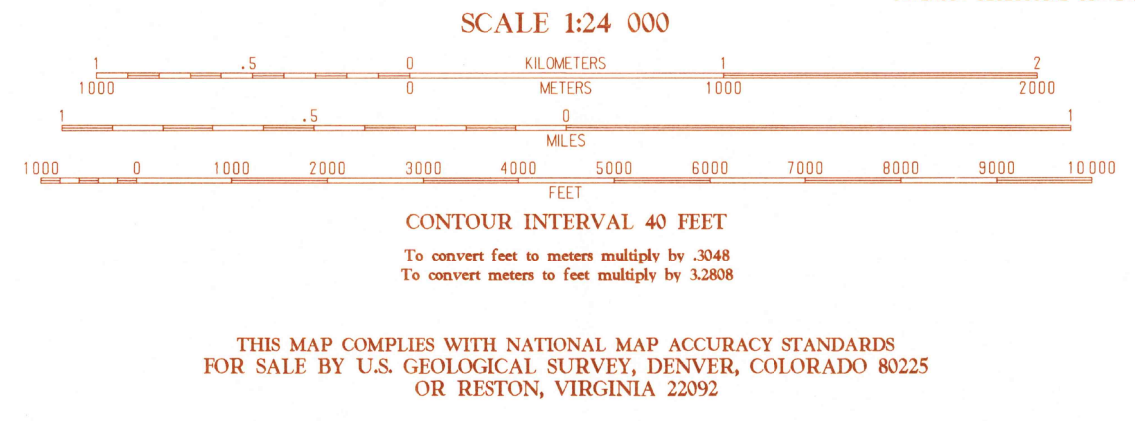 SCALE 1:24 000
1 .5 0 KILOMETERS 1 2
1000 0 METERS 1000 2000
1 .5 0 1
MILES
1000 0 1000 2000 3000 4000 5000 6000 7000 8000 9000 10 000
FEET
CONTOUR INTERVAL 40 FEET
To convert feet to meters multiply by .3048
To convert meters to feet multiply by 3.2808
THIS MAP COMPLIES WITH NATIONAL MAP ACCURACY STANDARDS
FOR SALE BY U.S. GEOLOGICAL SURVEY, DENVER, COLORADO 80225
OR RESTON, VIRGINIA 22092